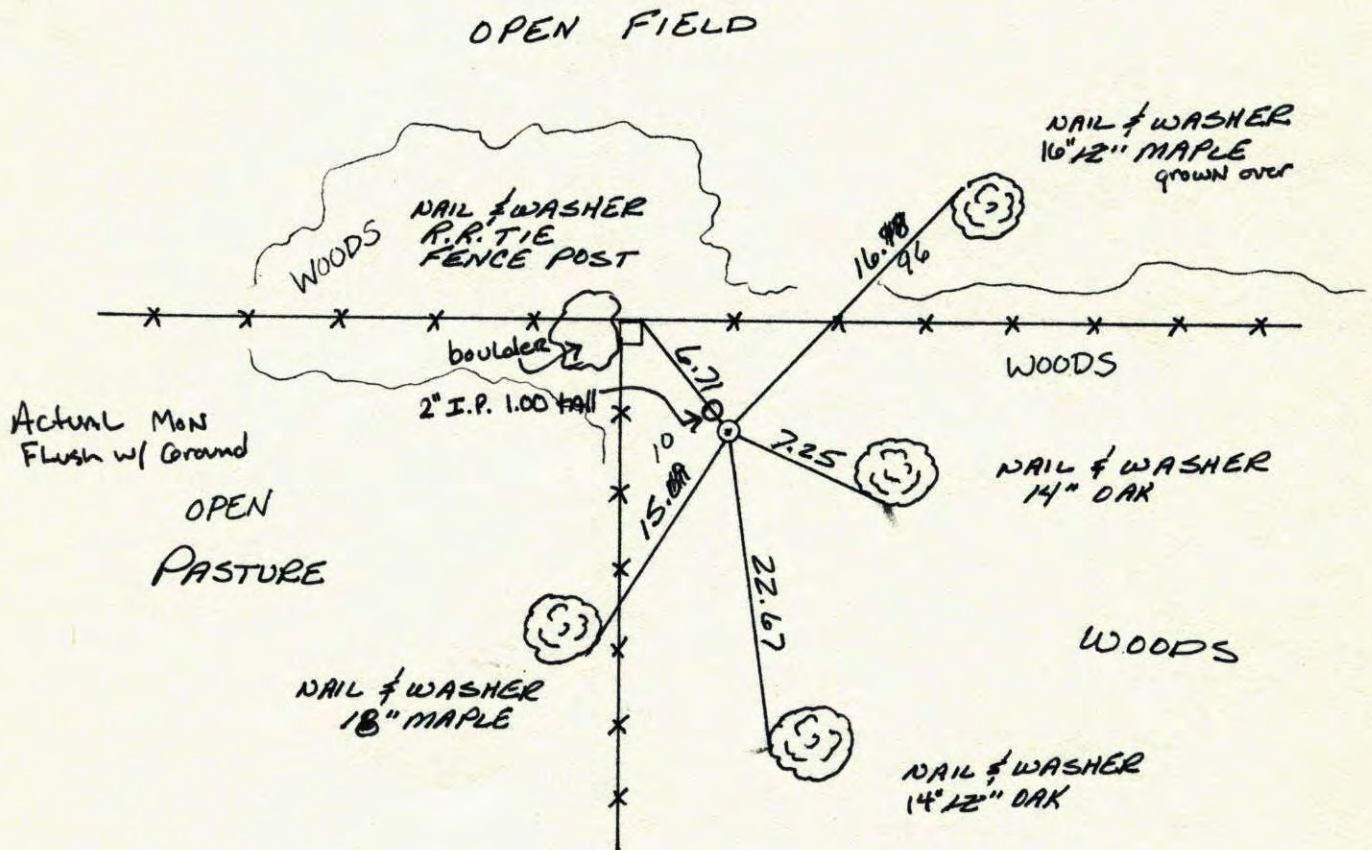 OPEN FIELD
NAIL & WASHER
16" 12" MAPLE
grown over
NAIL & WASHER
R.R. TIE
FENCE POST
WOODS
16.
96
boulder
WOODS
6.71
2" I.P. 1.00 tall
Actual Mon
Flush w/ Ground
7.25
10
15.
NAIL & WASHER
14" OAK
OPEN
PASTURE
22.67
WOODS
NAIL & WASHER
18" MAPLE
NAIL & WASHER
14" 12" OAK